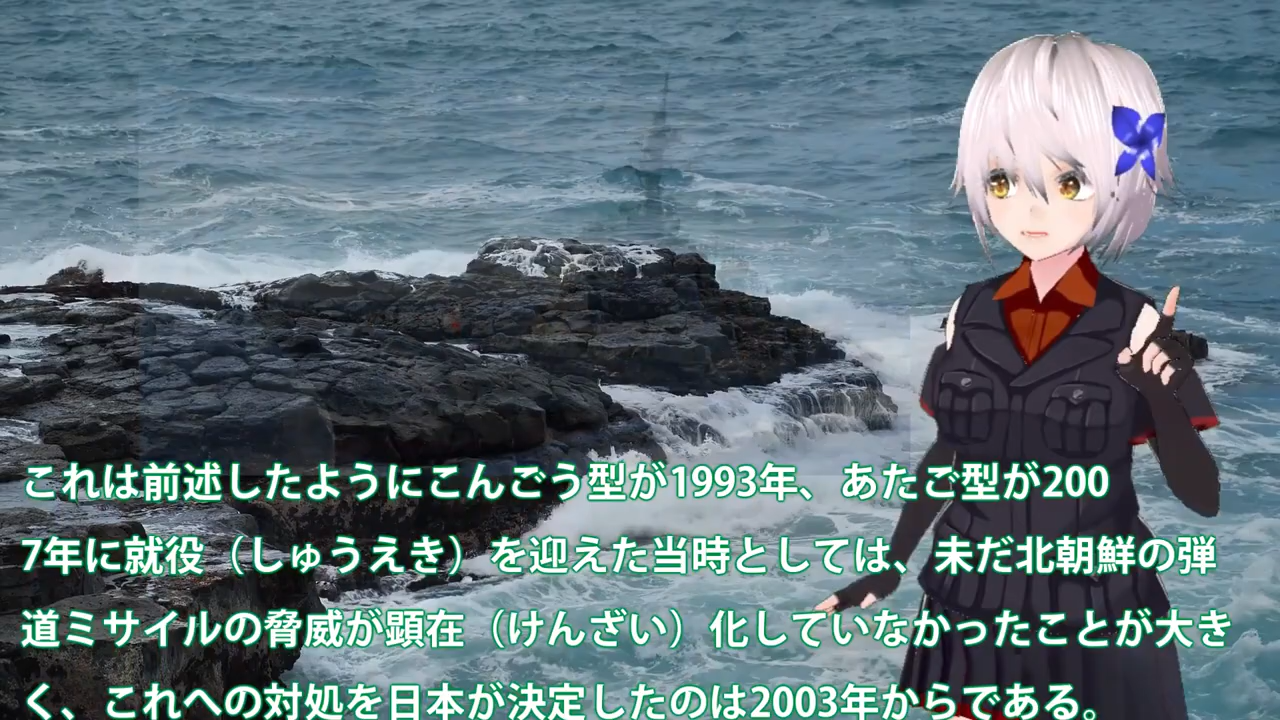 これは前述したようにこんごう型が1993年、あたご型が200
7年に就役（しゅうえき）を迎えた当時としては、未だ北朝鮮の弾
道ミサイルの脅威が顕在（けんざい）化していなかったことが大き
く、これへの対処を日本が決定したのは2003年からである。